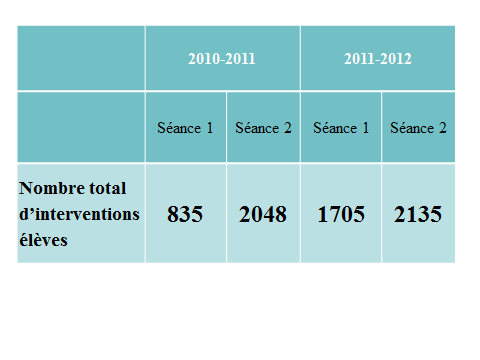 2010-2011 2011-2012
Séance 1 Séance 2 Séance 1 Séance 2
Nombre total
d’interventions
élèves
835 2048 1705 2135